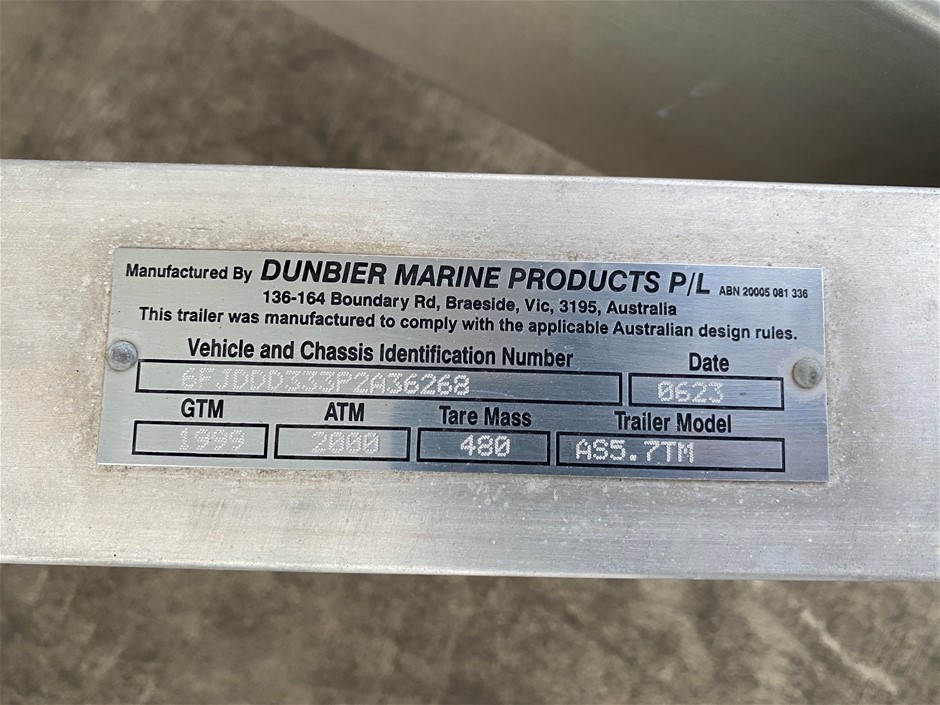 Manufactured By DUNBIER MARINE PRODUCTS P/L ABN 20005 081 336
136-164 Boundary Rd, Braeside, Vic, 3195, Australia
This trailer was manufactured to comply with the applicable Australian design rules.
Vehicle and Chassis Identification Number Date
6FJDDD333P2A36268 0623
GTM ATM Tare Mass Trailer Model
1999 2000 480 AS5.7TM